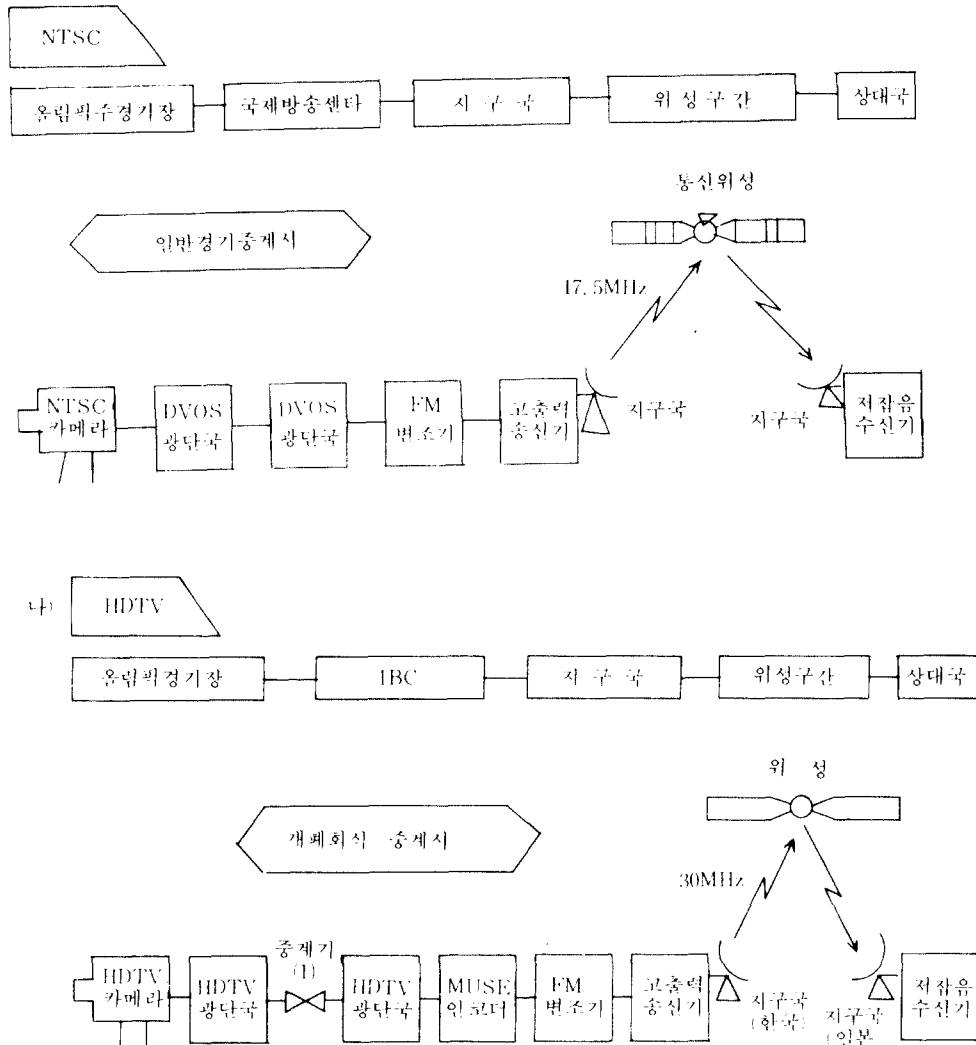 NTSC
올림픽수경기장 국제방송센타 지구국 위성구간 상대국
통신위성
일반경기중계시
17.5MHz
NTSC
카메라
DVOS
광단국
DVOS
광단국
FM
변조기
고출력
송신기
지구국
지구국
저잡음
수신기
나) HDTV
올림픽경기장 IBC 지구국 위성구간 상대국
위 성
개폐회식 중계시
30MHz
중계기
(1)
HDTV
카메라
HDTV
광단국
HDTV
광단국
MUSE
인코더
FM
변조기
고출력
송신기
지구국
(한국)
지구국
(일본
저잡음
수신기